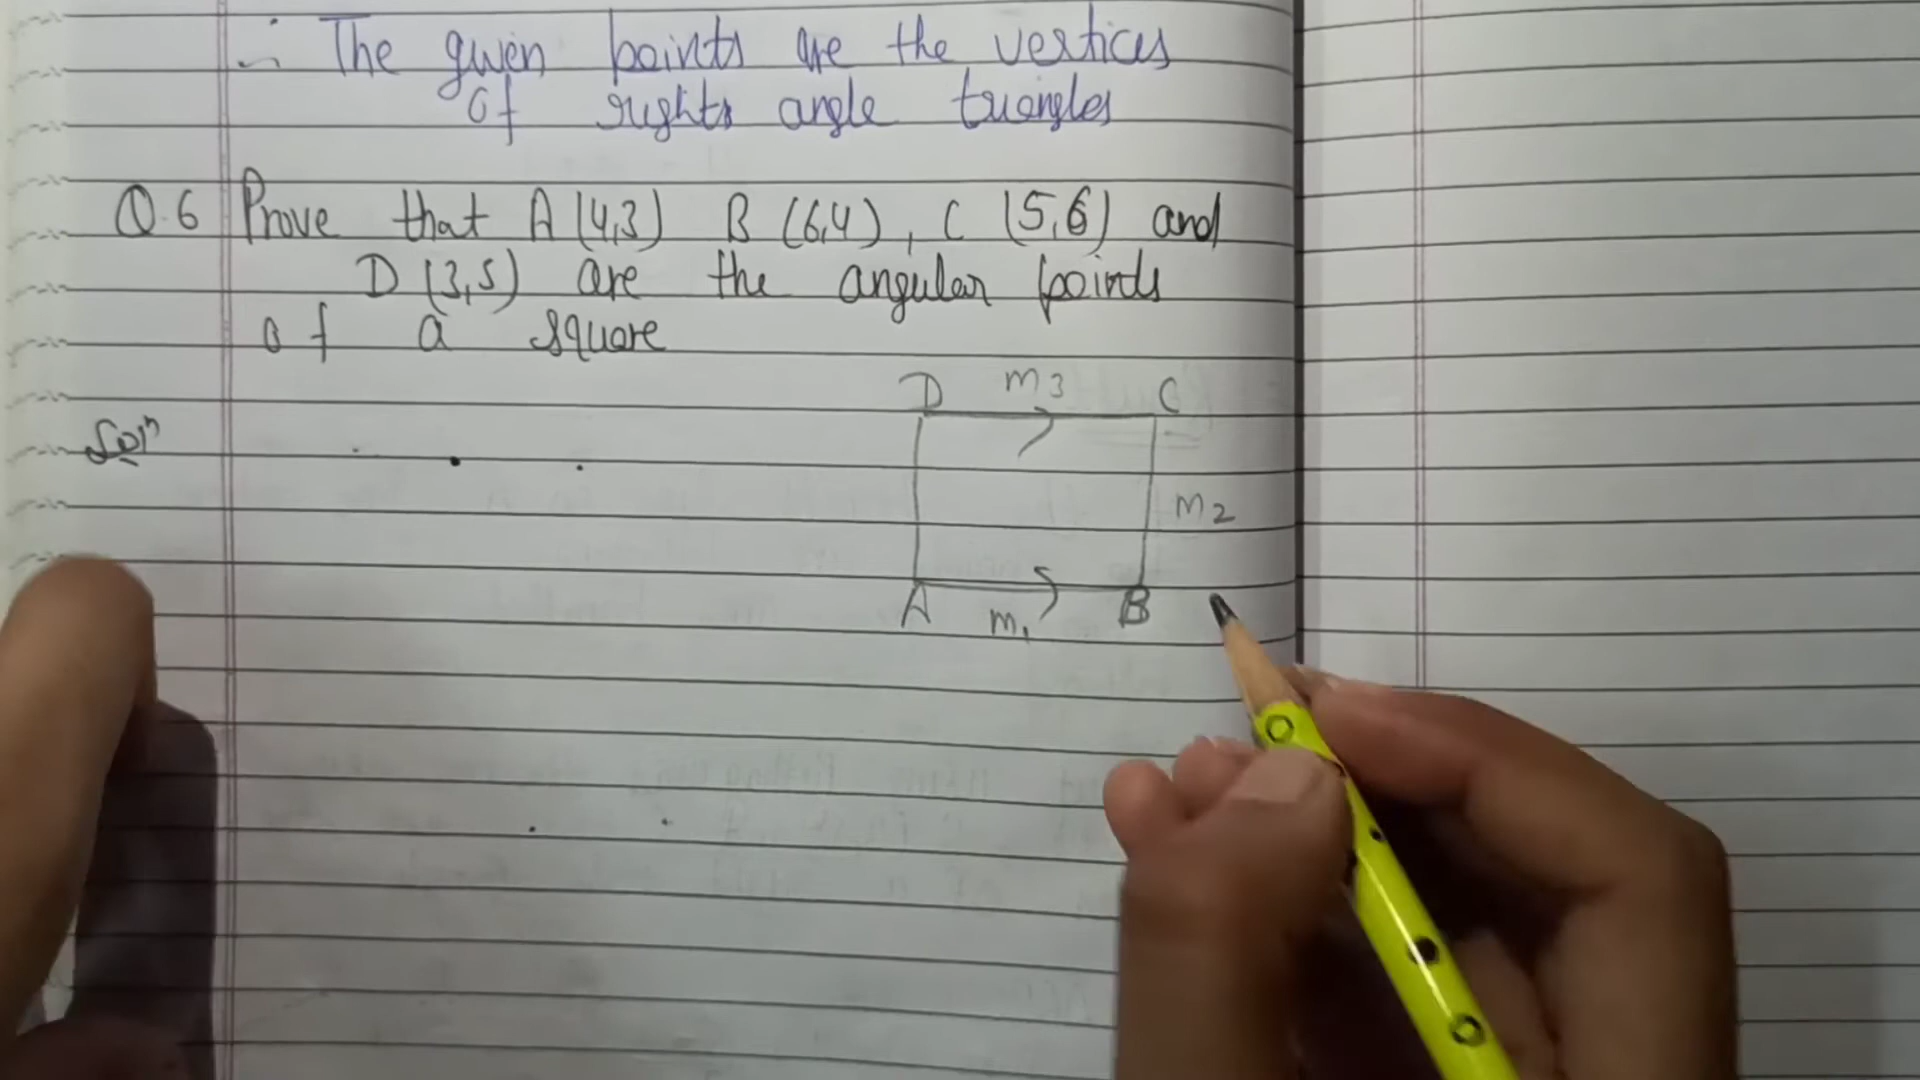 ∴ The given points are the vertices
of rights angle triangles
Q.6 Prove that A (4,3) B (6,4), C (5,6) and
D (3,5) are the angular points
of a square
D m3 C
Soln
m2
A m1 B